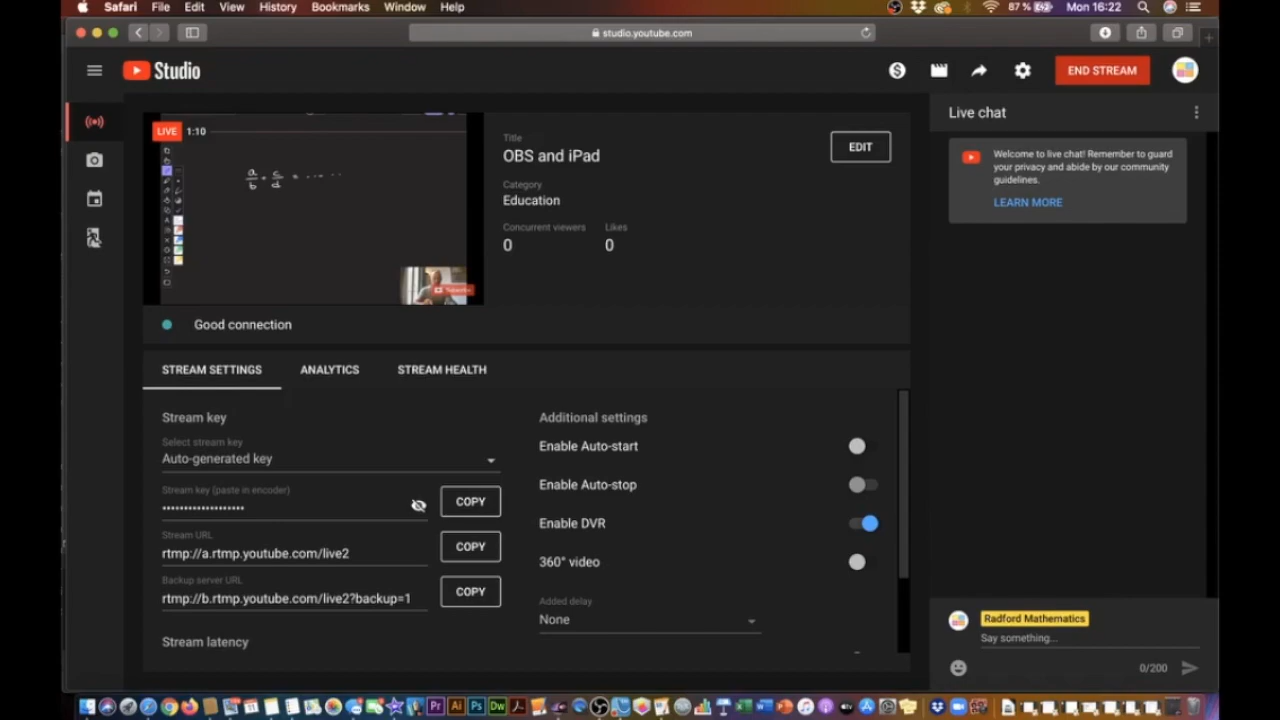 Safari File Edit View History Bookmarks Window Help 87 % Mon 16:22
studio.youtube.com
Studio
END STREAM
LIVE 1:10
a/b · c/d = ...
Title
OBS and iPad
EDIT
Category
Education
Concurrent viewers Likes
0 0
Good connection
STREAM SETTINGS ANALYTICS STREAM HEALTH
Stream key
Select stream key
Auto-generated key
Stream key (paste in encoder)
••••••••••••••••••• COPY
Stream URL
rtmp://a.rtmp.youtube.com/live2 COPY
Backup server URL
rtmp://b.rtmp.youtube.com/live2?backup=1 COPY
Stream latency
Additional settings
Enable Auto-start
Enable Auto-stop
Enable DVR
360° video
Added delay
None
Live chat
Welcome to live chat! Remember to guard
your privacy and abide by our community
guidelines.
LEARN MORE
Radford Mathematics
Say something...
0/200
Pr Ai Ps Dw